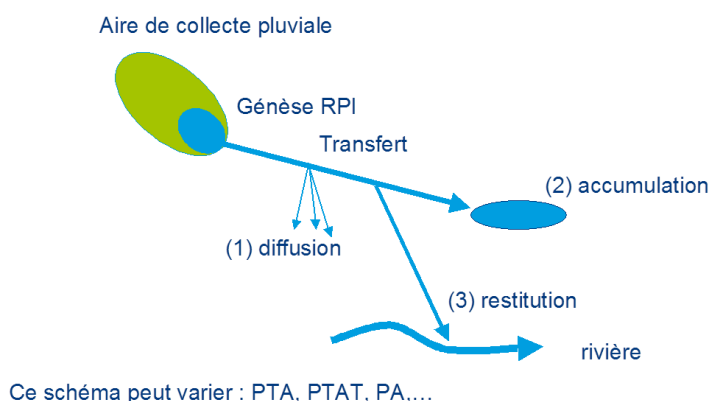 Aire de collecte pluviale
Génèse RPI
Transfert
(2) accumulation
(1) diffusion
(3) restitution
rivière
Ce schéma peut varier : PTA, PTAT, PA,…